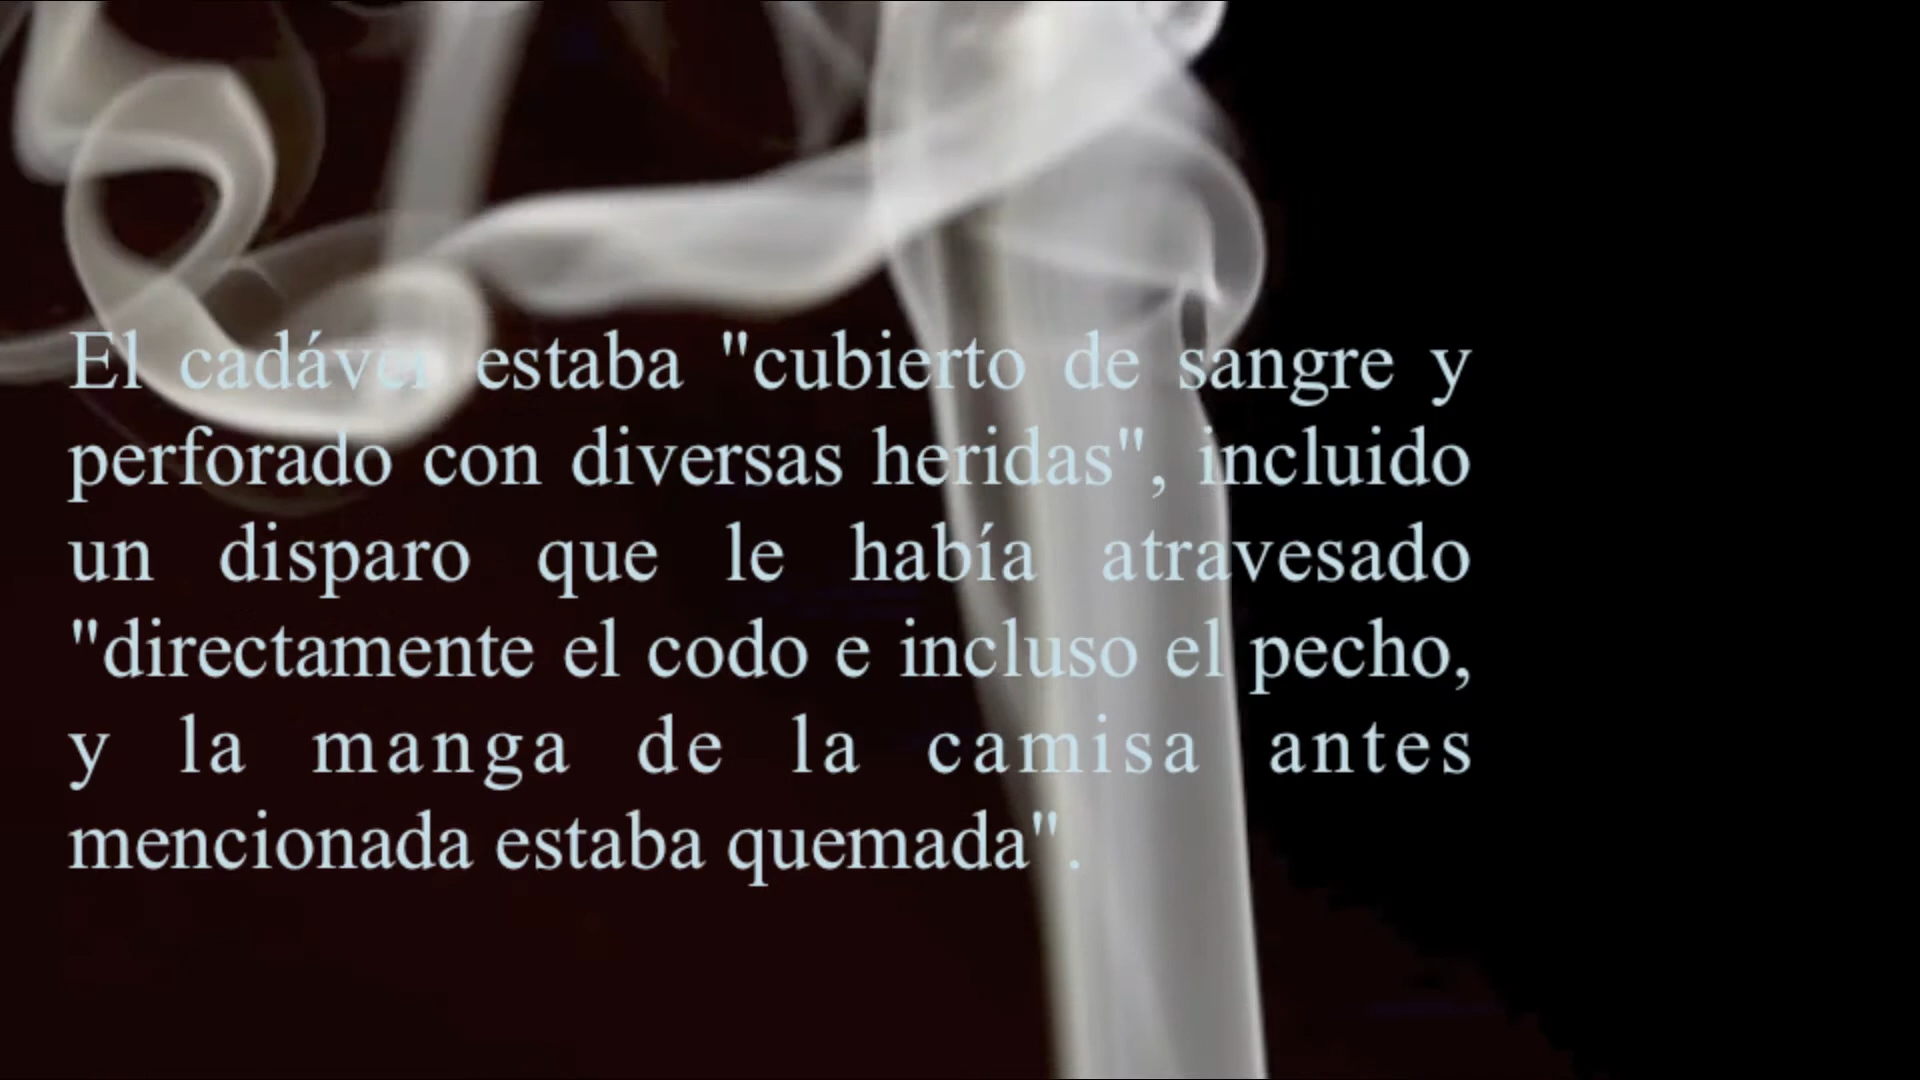 El cadáver estaba "cubierto de sangre y
perforado con diversas heridas", incluido
un disparo que le había atravesado
"directamente el codo e incluso el pecho,
y la manga de la camisa antes
mencionada estaba quemada".